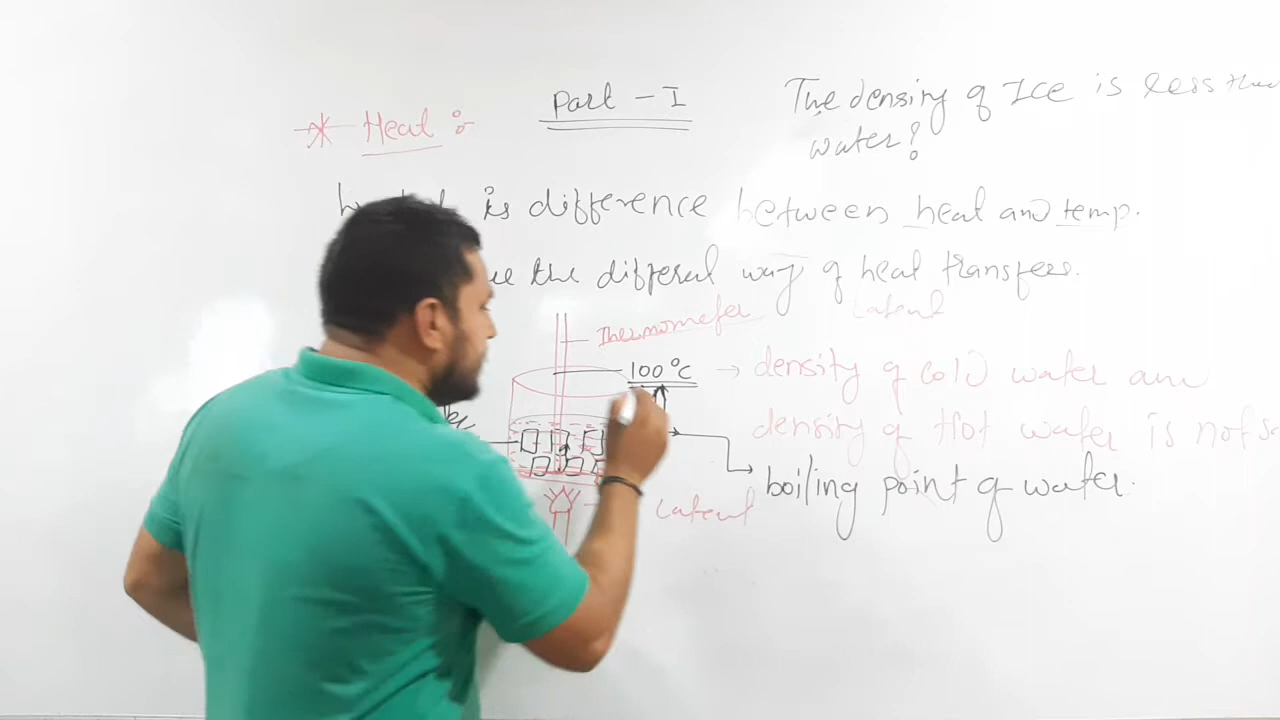 Part - I
The density of Ice is less than
water?
Heat :-
is difference between heat and temp.
the different way of heat transfers.
Latent
Thermometer
100°C → density of cold water and
density of Hot water is not
boiling point of water.
Latent